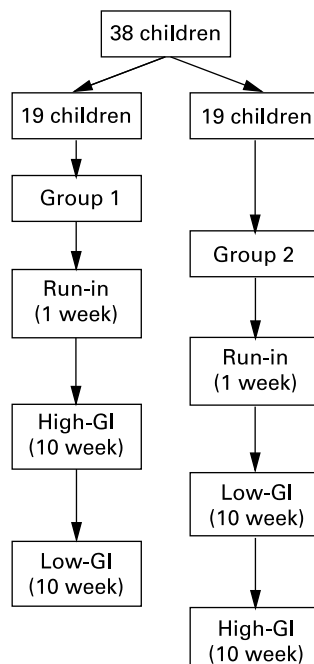 38 children
19 children
Group 1
Run-in
(1 week)
High-GI
(10 week)
Low-GI
(10 week)
19 children
Group 2
Run-in
(1 week)
Low-GI
(10 week)
High-GI
(10 week)